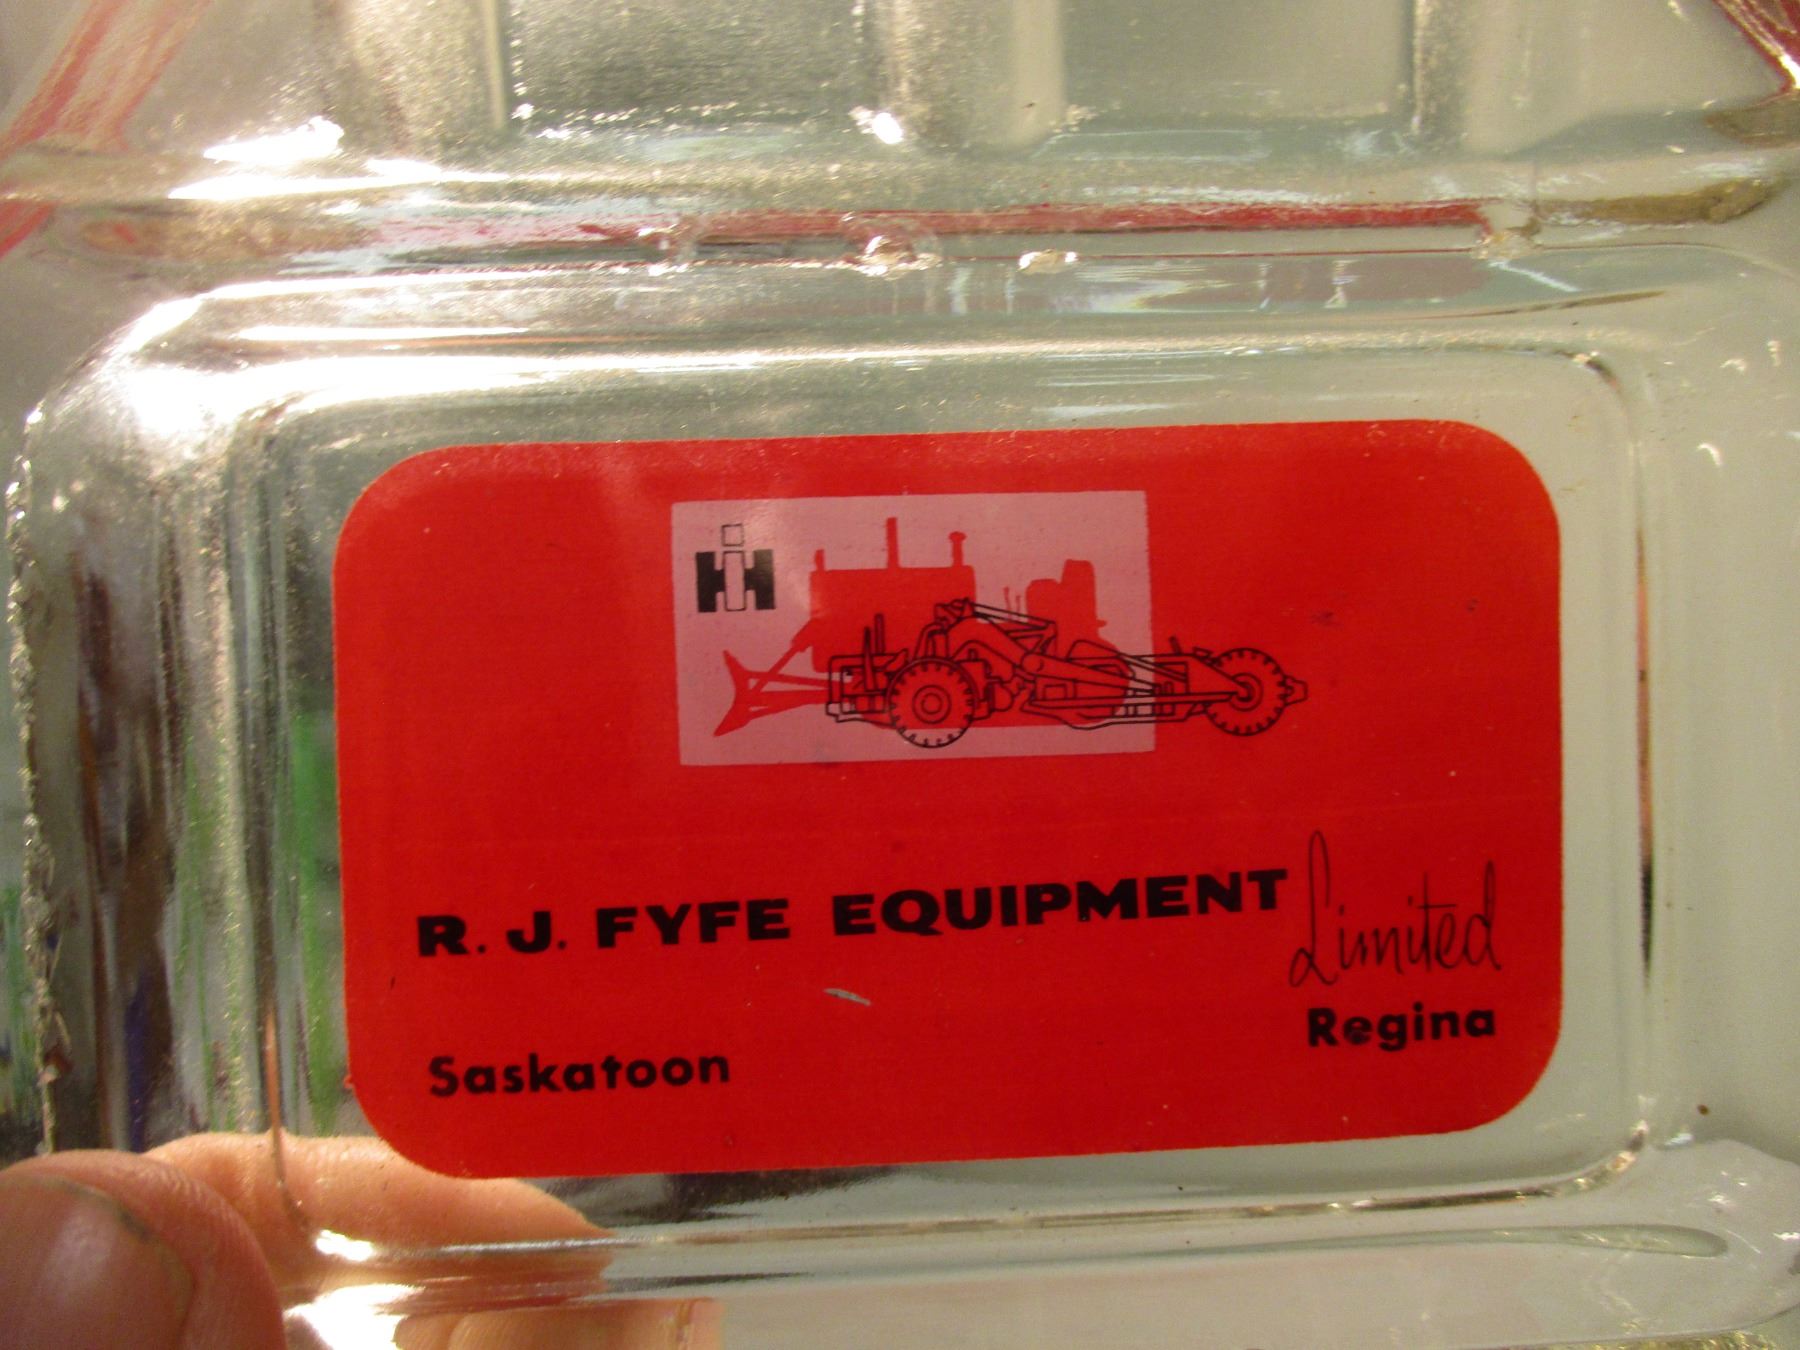 IH
R. J. FYFE EQUIPMENT Limited
Saskatoon Regina